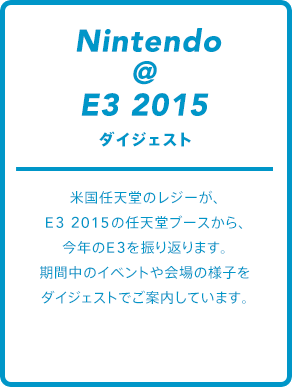 Nintendo
@
E3 2015
ダイジェスト
米国任天堂のレジーが、
E3 2015の任天堂ブースから、
今年のE3を振り返ります。
期間中のイベントや会場の様子を
ダイジェストでご案内しています。